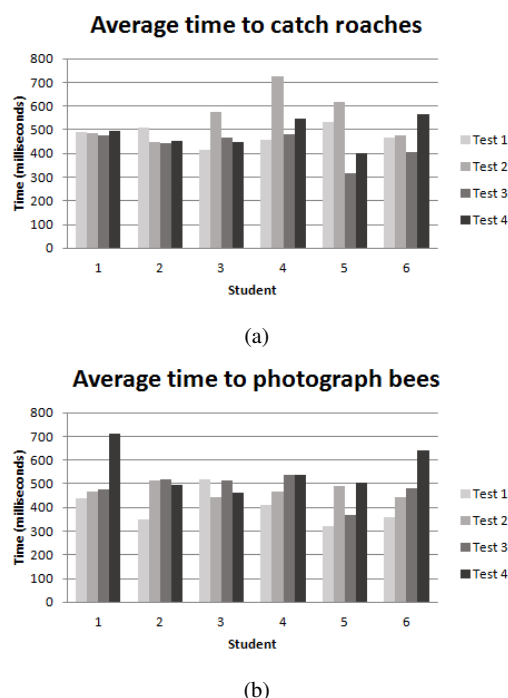 Average time to catch roaches
800
700
600
500
400
300
200
100
0
Time (milliseconds)
1 2 3 4 5 6
Student
Test 1
Test 2
Test 3
Test 4
(a)
Average time to photograph bees
800
700
600
500
400
300
200
100
0
Time (milliseconds)
1 2 3 4 5 6
Student
Test 1
Test 2
Test 3
Test 4
(b)